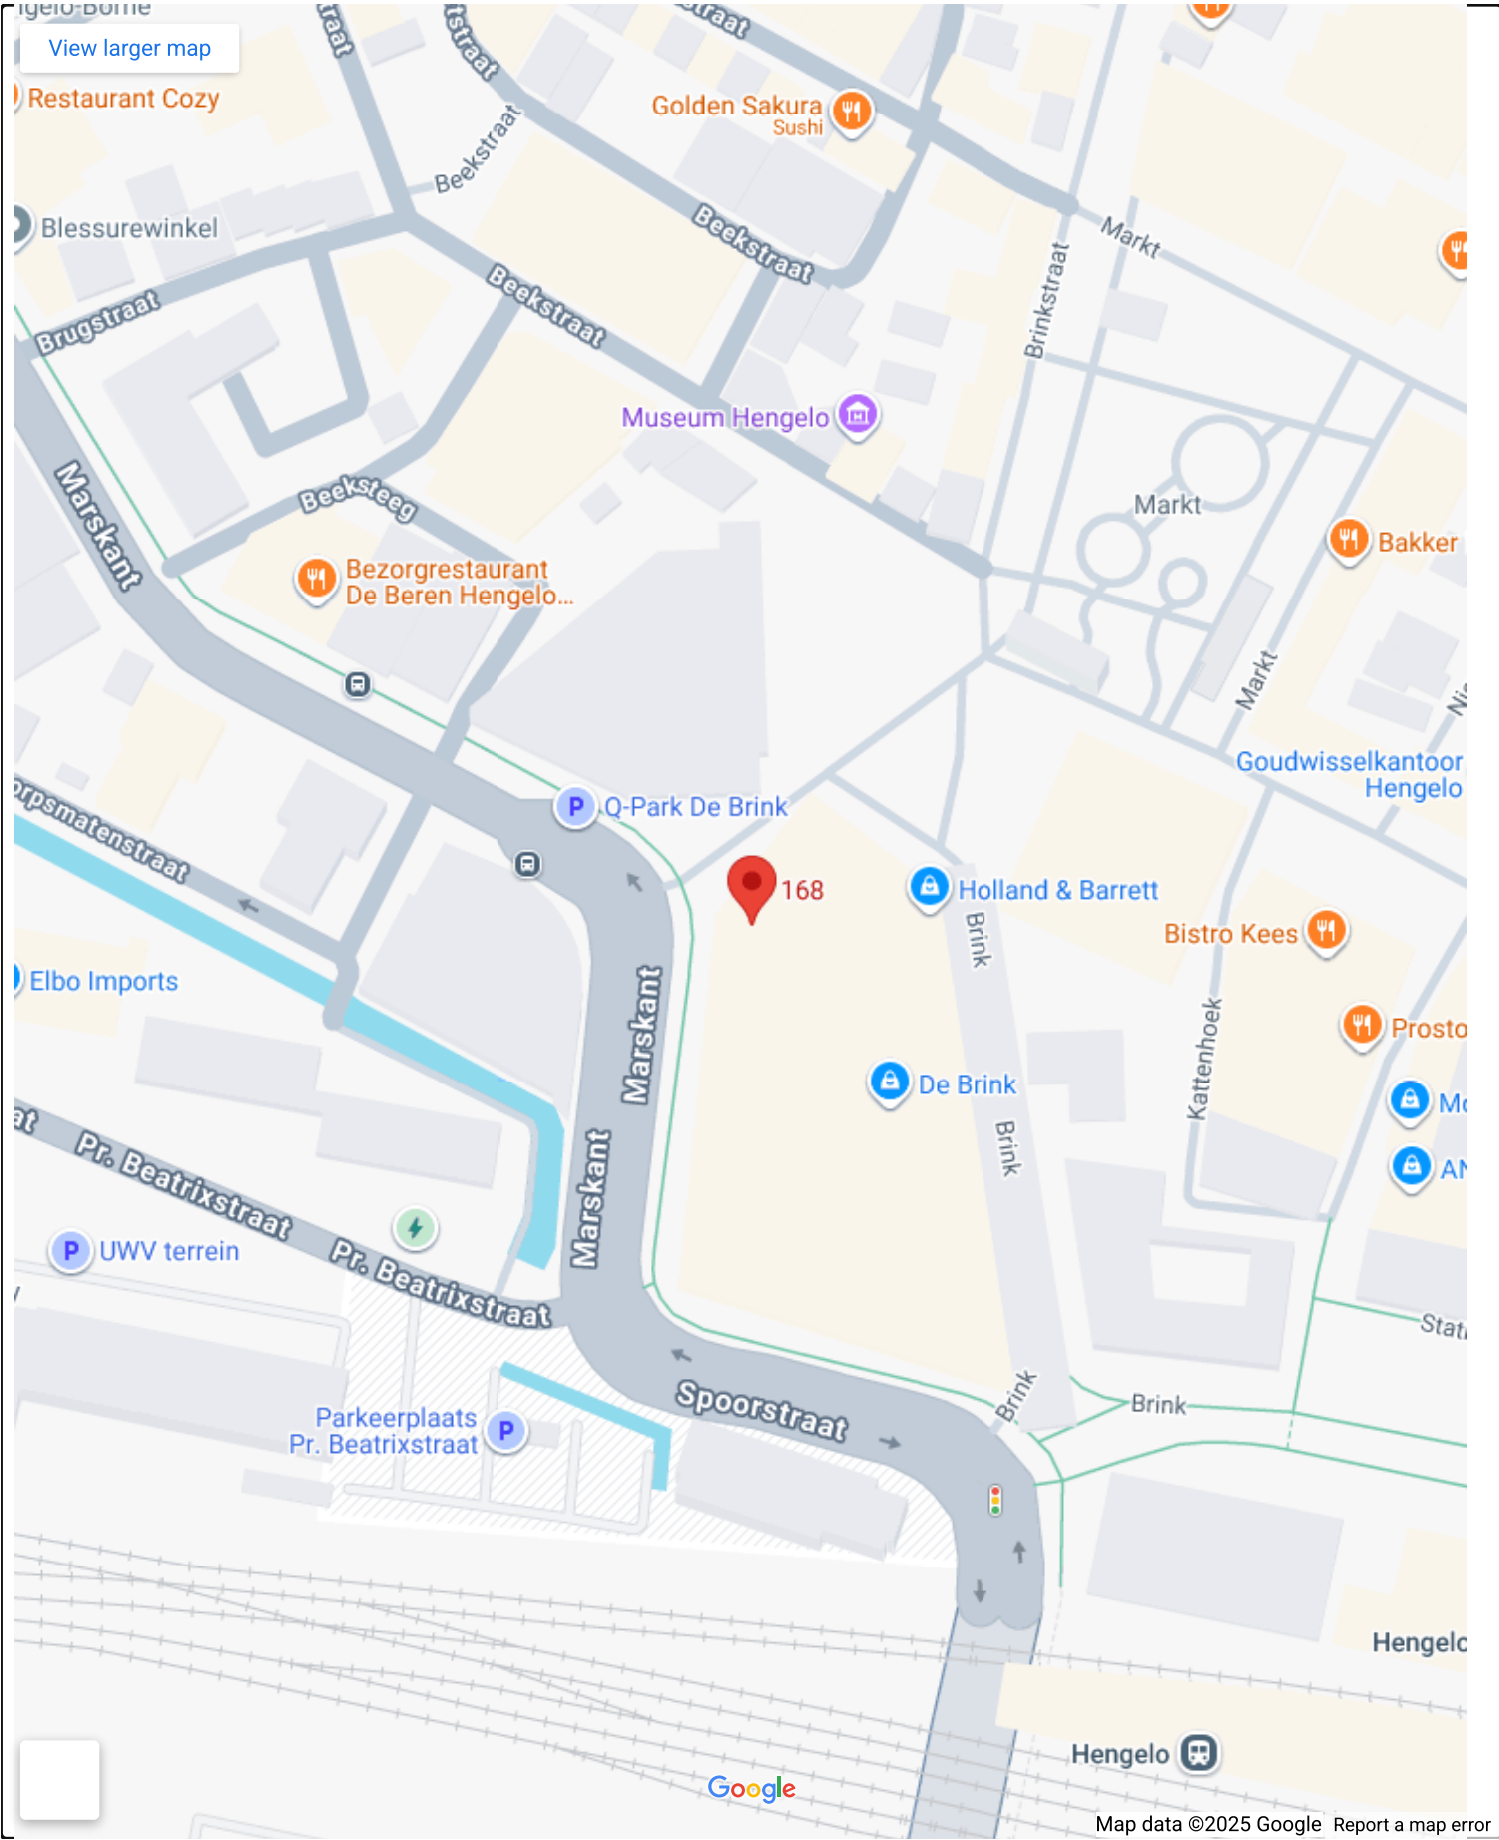 View larger map
Restaurant Cozy
Golden Sakura
Sushi
Beekstraat
Blessurewinkel
Beekstraat
Markt
Beekstraat
Brugstraat
Brinkstraat
Museum Hengelo
Marskant
Beeksteeg
Markt
Bakker
Bezorgrestaurant
De Beren Hengelo...
Markt
Goudwisselkantoor
Hengelo
Q-Park De Brink
168
Holland & Barrett
Brink
Bistro Kees
Elbo Imports
Marskant
Prosto
Kattenhoek
De Brink
Brink
Pr. Beatrixstraat
Marskant
UWV terrein
Pr. Beatrixstraat
Spoorstraat
Brink
Brink
Parkeerplaats
Pr. Beatrixstraat
Hengelo
Hengelo
Google
Map data ©2025 Google
Report a map error